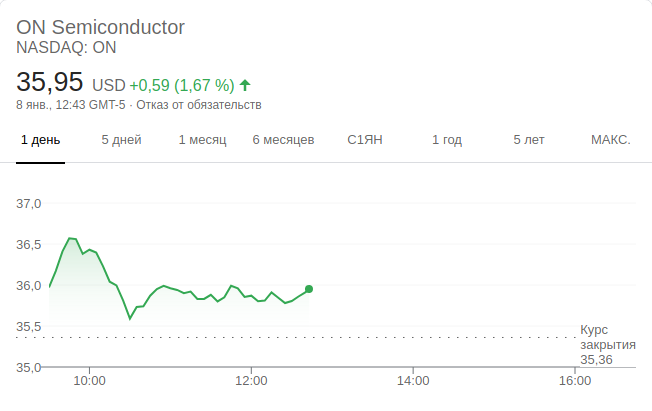 ON Semiconductor
NASDAQ: ON
35,95 USD +0,59 (1,67 %)
8 янв., 12:43 GMT-5 · Отказ от обязательств
1 день 5 дней 1 месяц 6 месяцев С1ЯН 1 год 5 лет МАКС.
37,0
36,5
36,0
35,5
Курс
закрытия
35,36
35,0
10:00 12:00 14:00 16:00